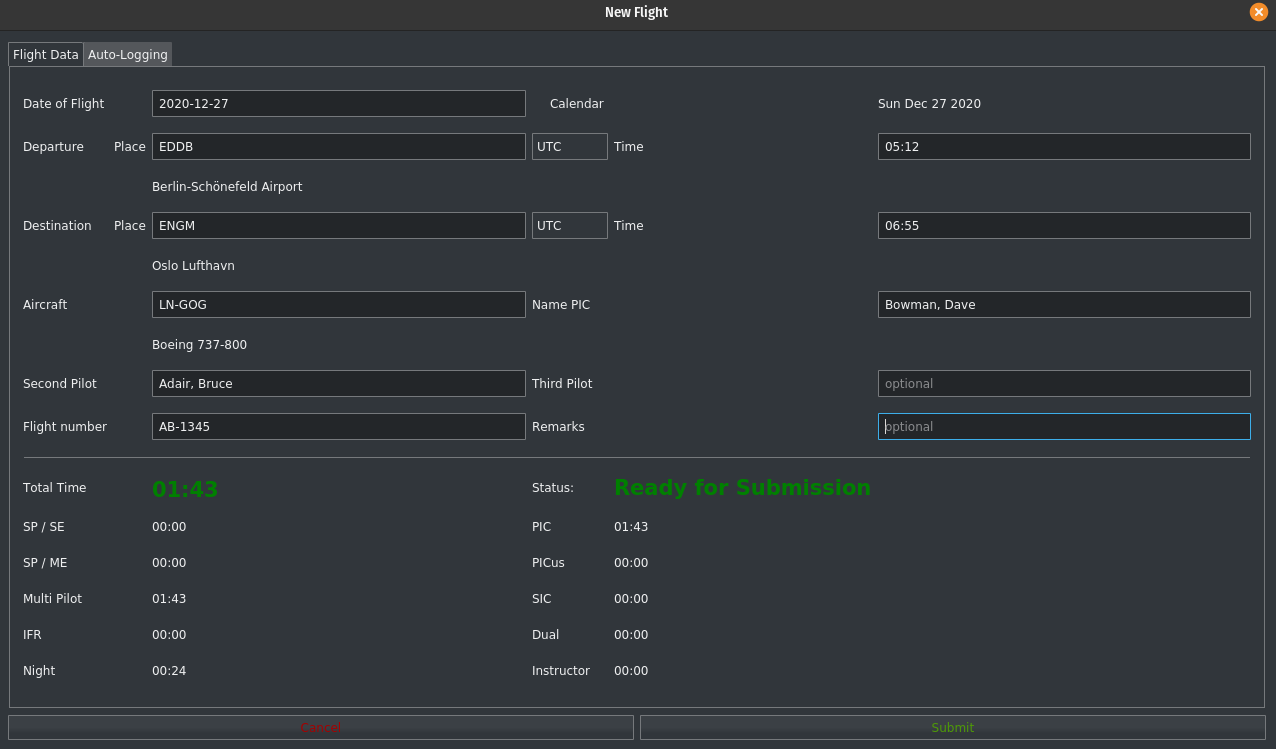 New Flight
Flight Data Auto-Logging
Date of Flight 2020-12-27 Calendar Sun Dec 27 2020
Departure Place EDDB UTC Time 05:12
Berlin-Schönefeld Airport
Destination Place ENGM UTC Time 06:55
Oslo Lufthavn
Aircraft LN-GOG Name PIC Bowman, Dave
Boeing 737-800
Second Pilot Adair, Bruce Third Pilot optional
Flight number AB-1345 Remarks optional
Total Time 01:43 Status: Ready for Submission
SP / SE 00:00 PIC 01:43
SP / ME 00:00 PICus 00:00
Multi Pilot 01:43 SIC 00:00
IFR 00:00 Dual 00:00
Night 00:24 Instructor 00:00
Cancel Submit